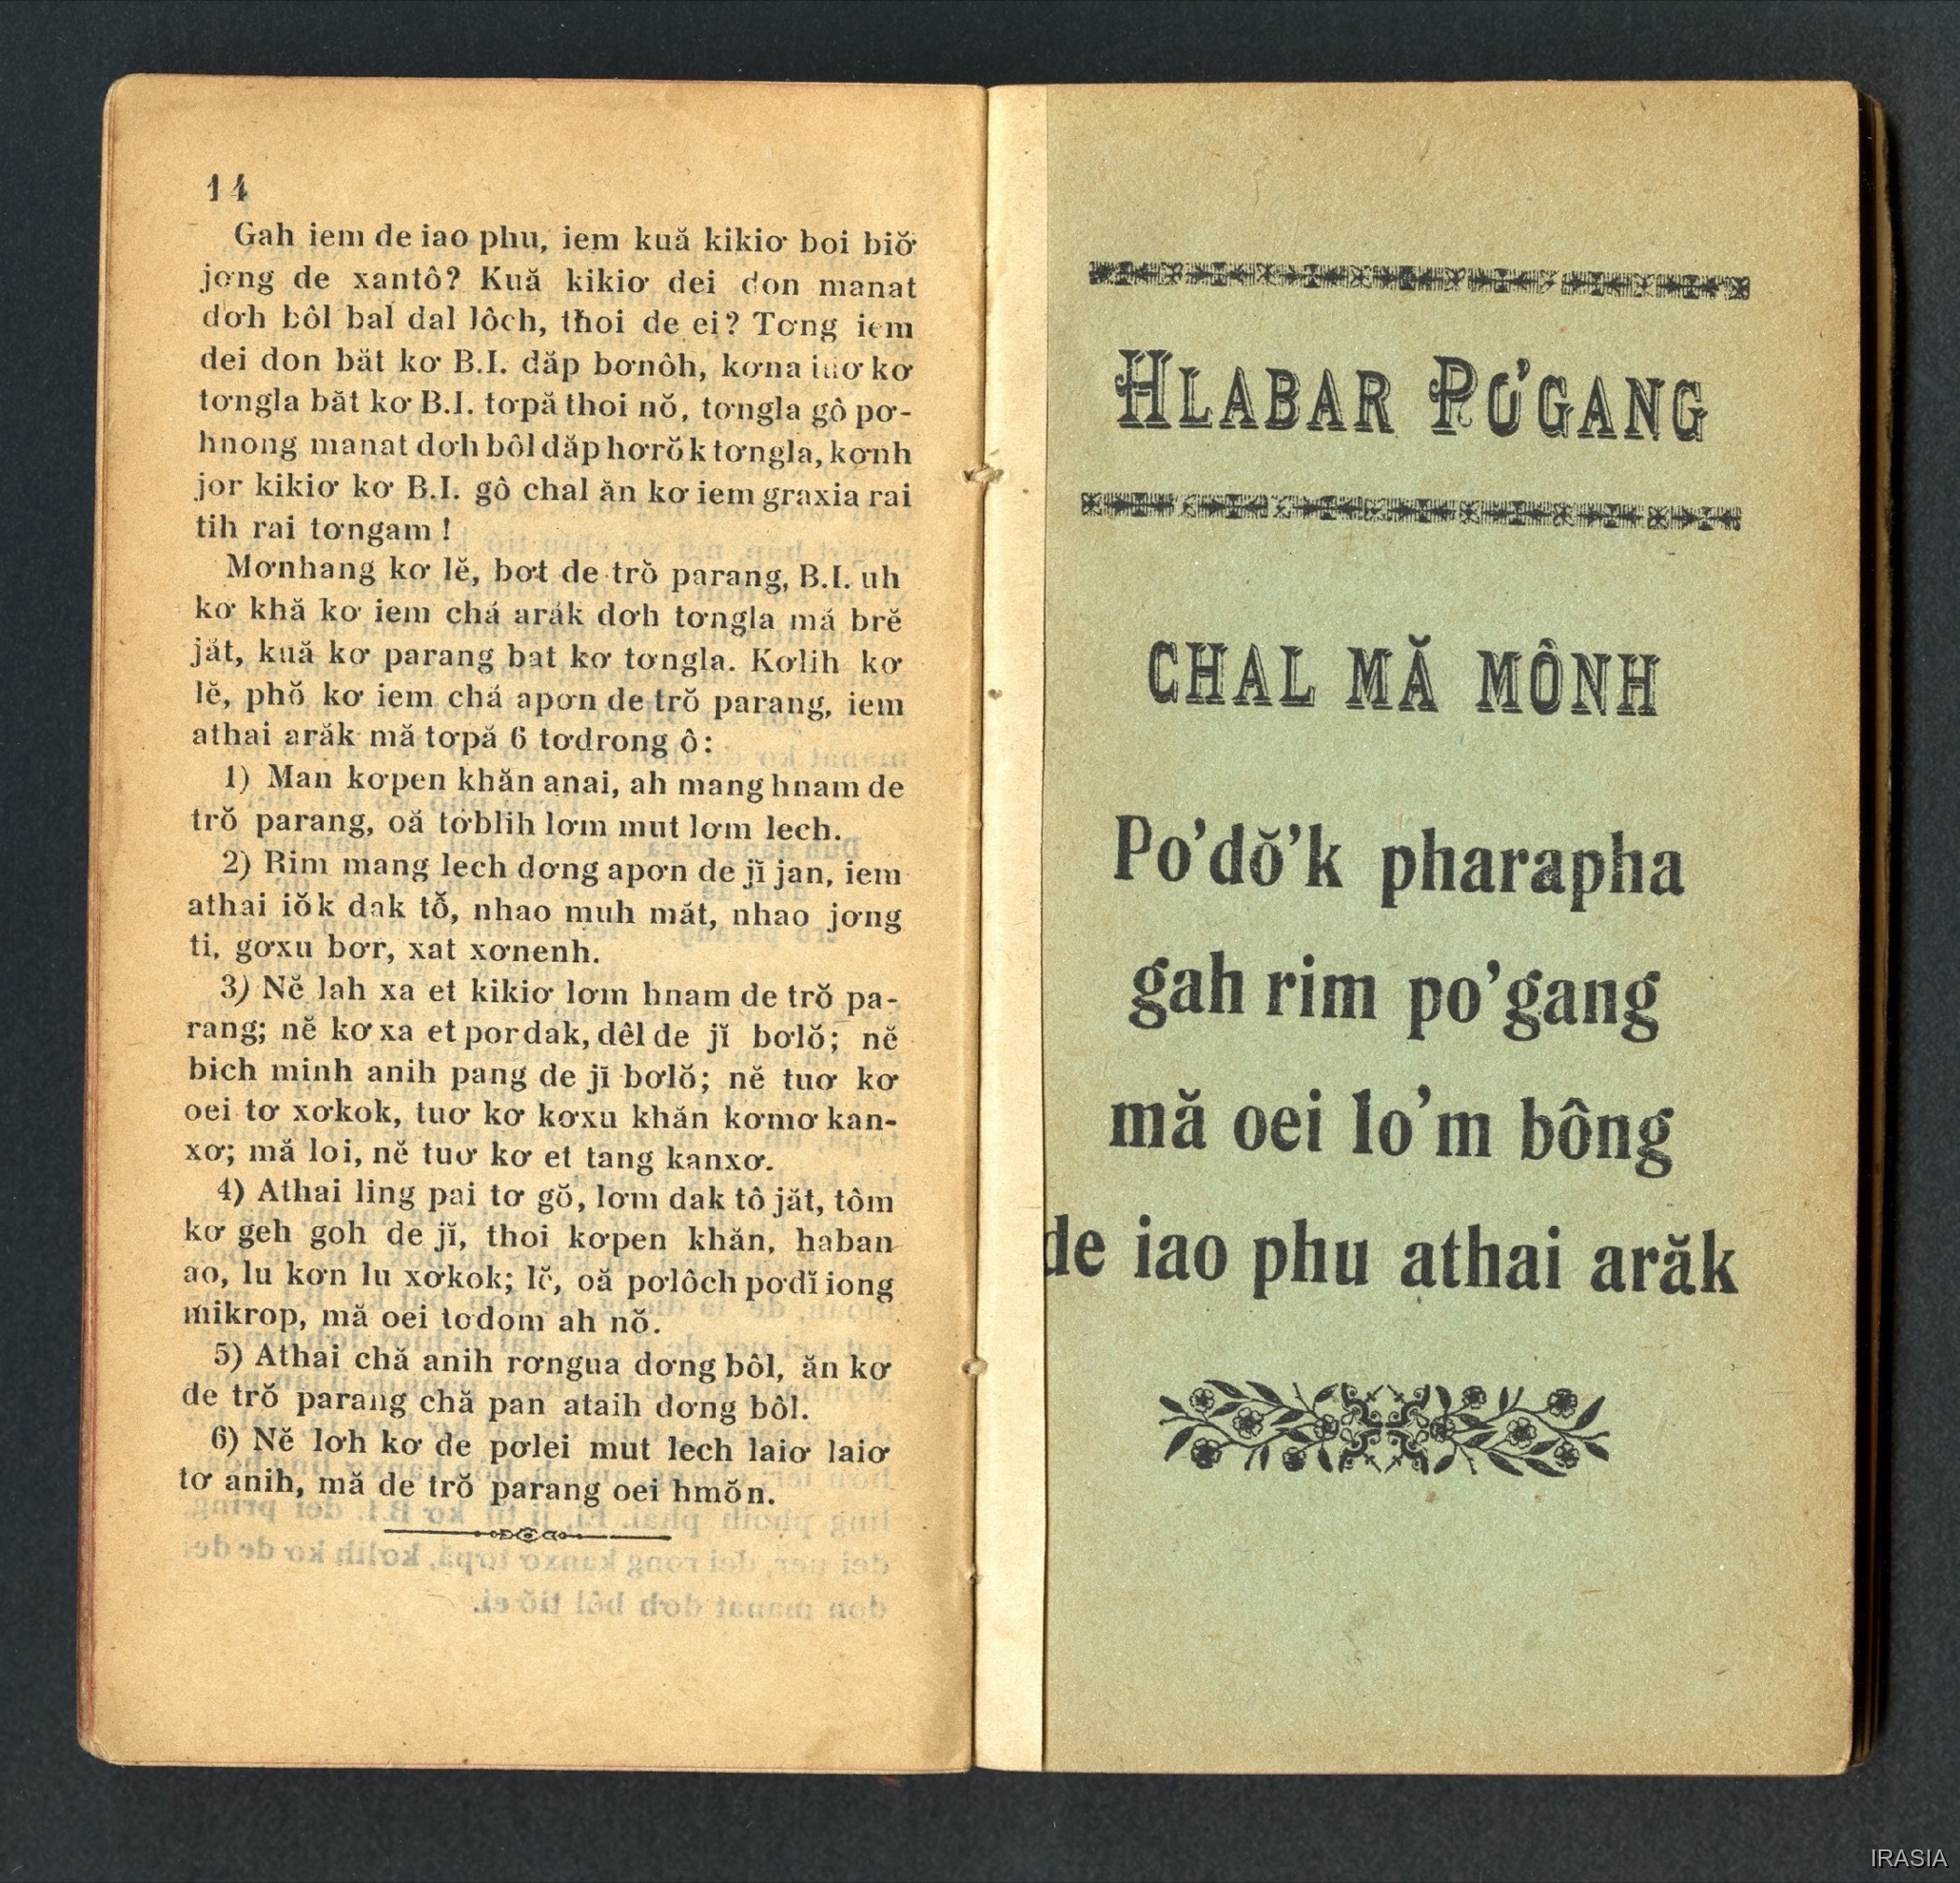 14
Gah iem de iao phu, iem kuă kikiơ boi biơ̆
jơng de xantô? Kuă kikiơ dei don manat
dơh bôl bal dal lôch, thoi de ei? Tơng iem
dei don băt kơ B.I. dăp bơnôh, kơna iuơ kơ
tơngla băt kơ B.I. tơpă thoi nŏ, tơngla gô pơ-
hnong manat dơh bôl dăp hơrŏk tơngla, kơnh
jor kikiơ kơ B.I. gô chal ăn kơ iem graxia rai
tih rai tơngam !
Mơnhang kơ lĕ, bơt de trŏ parang, B.I. uh
kơ khă kơ iem chă arăk dơh tơngla mă brĕ
jăt, kuă kơ parang bat kơ tơngla. Kơlih kơ
lĕ, phŏ kơ iem chă apơn de trŏ parang, iem
athai arăk mă tơpă 6 tơdrong ô:
1) Man kơpen khăn anai, ah mang hnam de
trŏ parang, oă tơblih lơm mut lơm lech.
2) Rim mang lech dơng apơn de jĭ jan, iem
athai iŏk dak tŏ̂, nhao muh măt, nhao jơng
ti, gơxu bơr, xat xơnenh.
3) Nĕ lah xa et kikiơ lơm hnam de trŏ pa-
rang; nĕ kơ xa et por dak, dêl de jĭ bơlŏ; nĕ
bich minh anih pang de jĭ bơlŏ; nĕ tuơ kơ
oei tơ xơkok, tuơ kơ kơxu khăn kơmơ kan-
xơ; mă loi, nĕ tuơ kơ et tang kanxơ.
4) Athai ling pai tơ gŏ, lơm dak tô jăt, tôm
kơ geh goh de jĭ, thoi kơpen khăn, haban
ao, lu kơn lu xơkok; lĕ, oă pơlôch pơdĭ iong
mikrop, mă oei tơdom ah nŏ.
5) Athai chă anih rơngua dơng bôl, ăn kơ
de trŏ parang chă pan ataih dơng bôl.
6) Nĕ lơh kơ de pơlei mut lech laiơ laiơ
tơ anih, mă de trŏ parang oei hmŏn.
HLABAR PƠ'GANG
CHAL MĂ MÔNH
Po'dŏ'k pharapha
gah rim po'gang
mă oei lo'm bông
de iao phu athai arăk
IRASIA